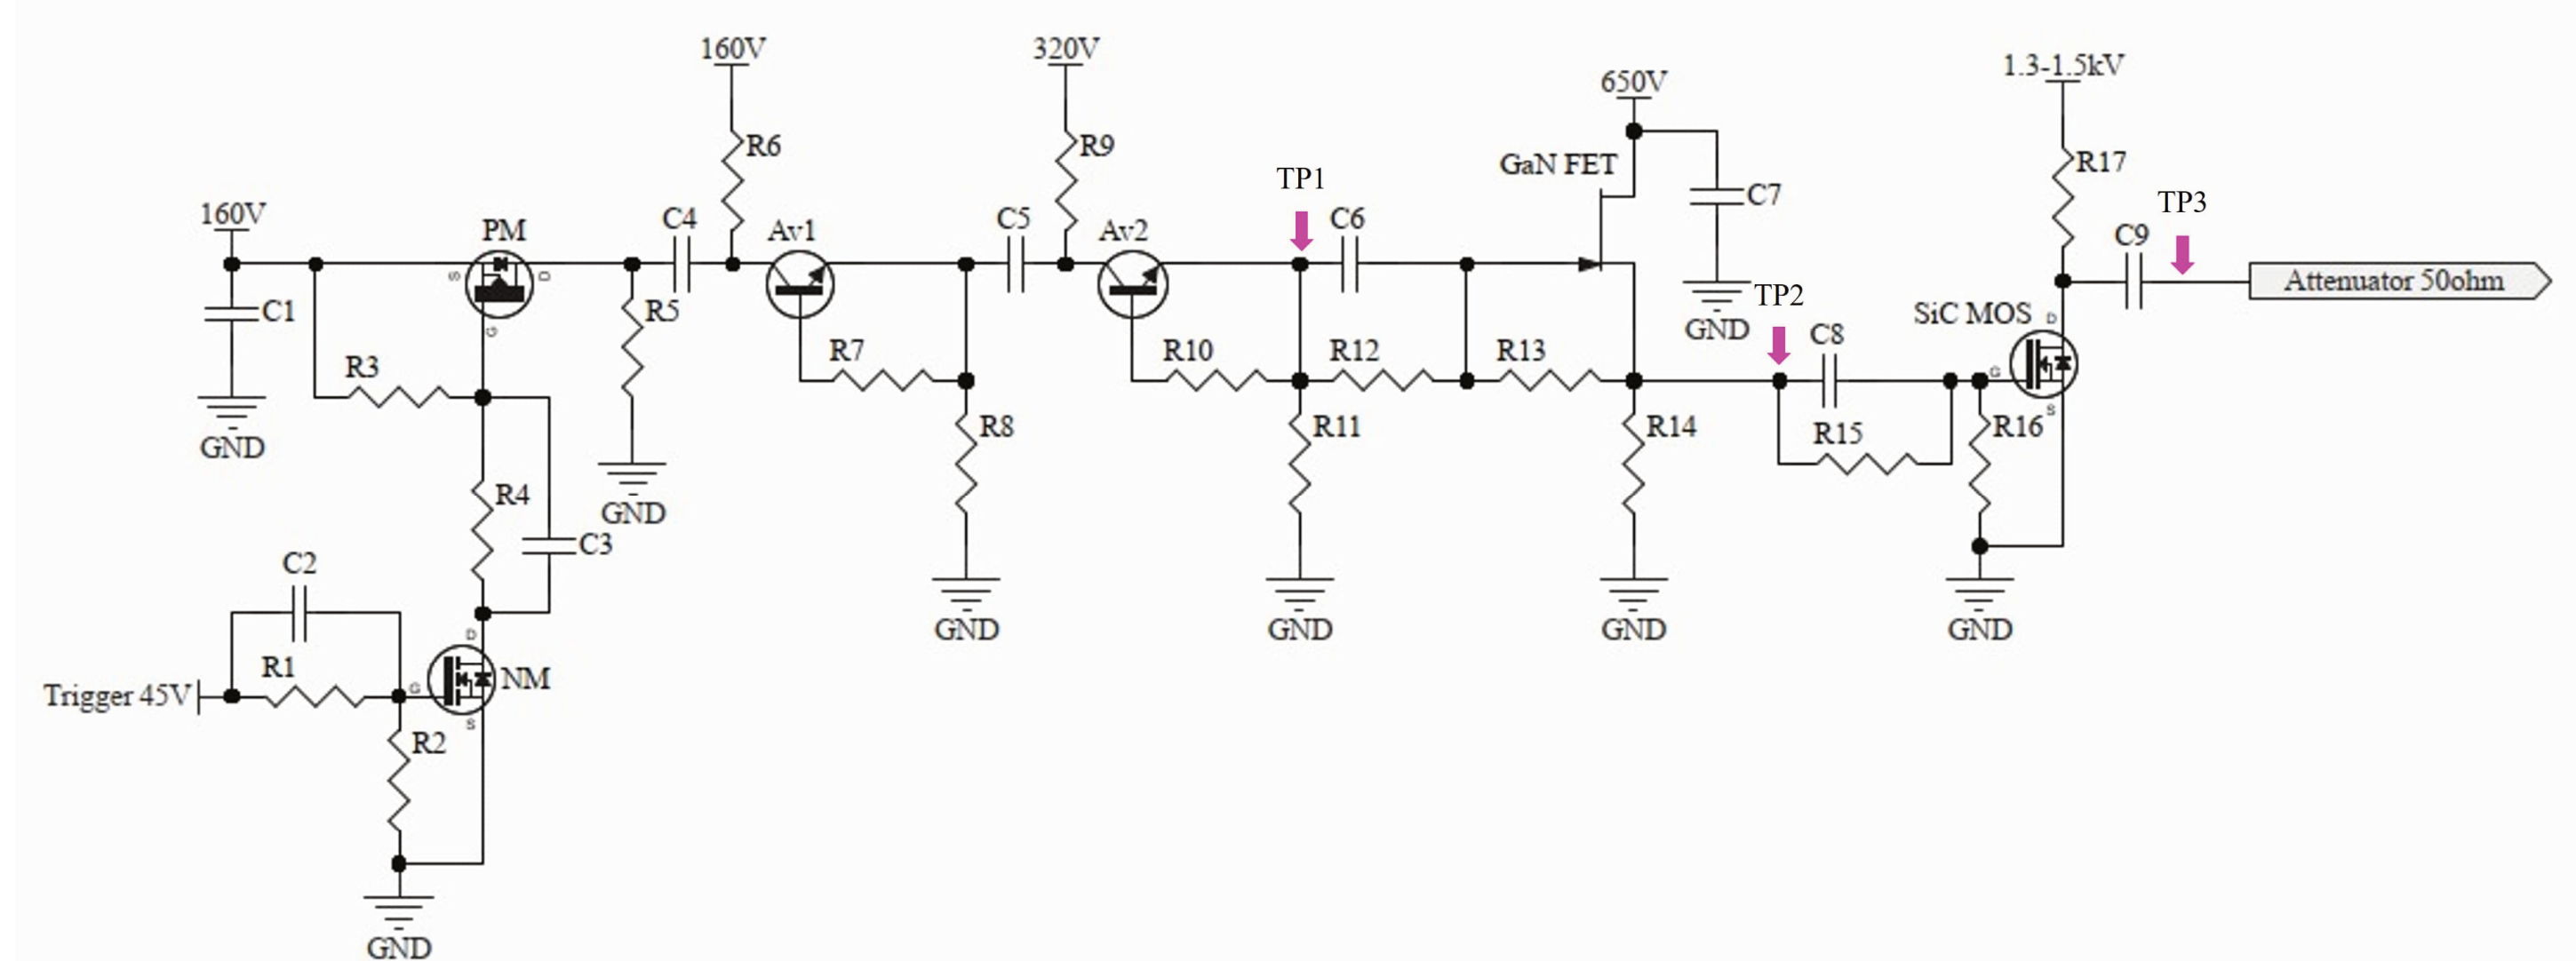 160V
320V
1.3-1.5kV
650V
R6
R9
GaN FET
R17
TP1
C7
TP3
160V
PM
C4
Av1
C5
Av2
C6
C9
S
D
Attenuator 50ohm
C1
R5
GND
TP2
SiC MOS
D
G
C8
R3
R7
R10
R12
R13
G
S
GND
R8
R11
R14
R15
R16
R4
GND
C3
C2
GND
GND
GND
GND
D
R1
Trigger 45V
G
NM
S
R2
GND